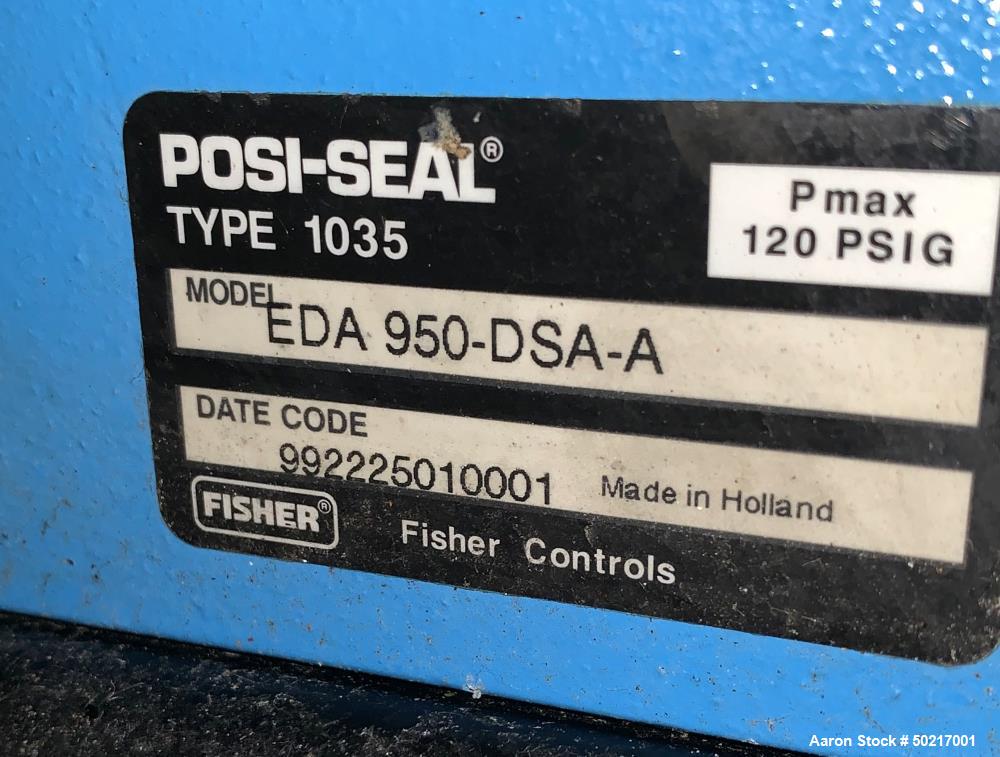 POSI-SEAL®
TYPE 1035
Pmax
120 PSIG
MODEL
EDA 950-DSA-A
DATE CODE
992225010001
Made in Holland
FISHER®
Fisher Controls
Aaron Stock # 50217001